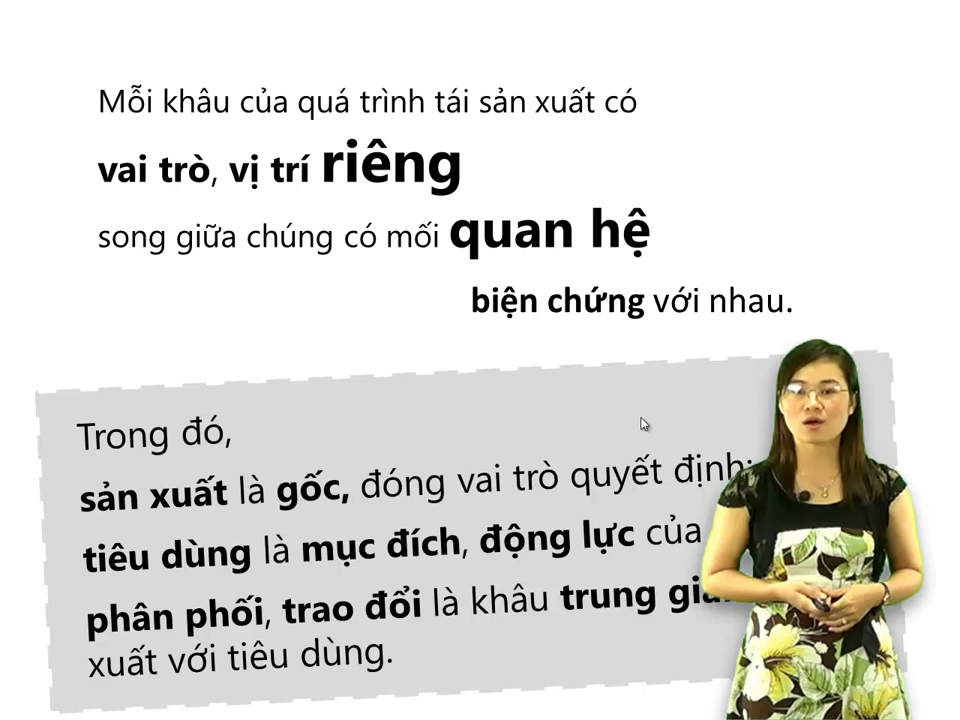 Mỗi khâu của quá trình tái sản xuất có
vai trò, vị trí riêng
song giữa chúng có mối quan hệ
biện chứng với nhau.
Trong đó,
sản xuất là gốc, đóng vai trò quyết định;
tiêu dùng là mục đích, động lực của
phân phối, trao đổi là khâu trung gian
xuất với tiêu dùng.